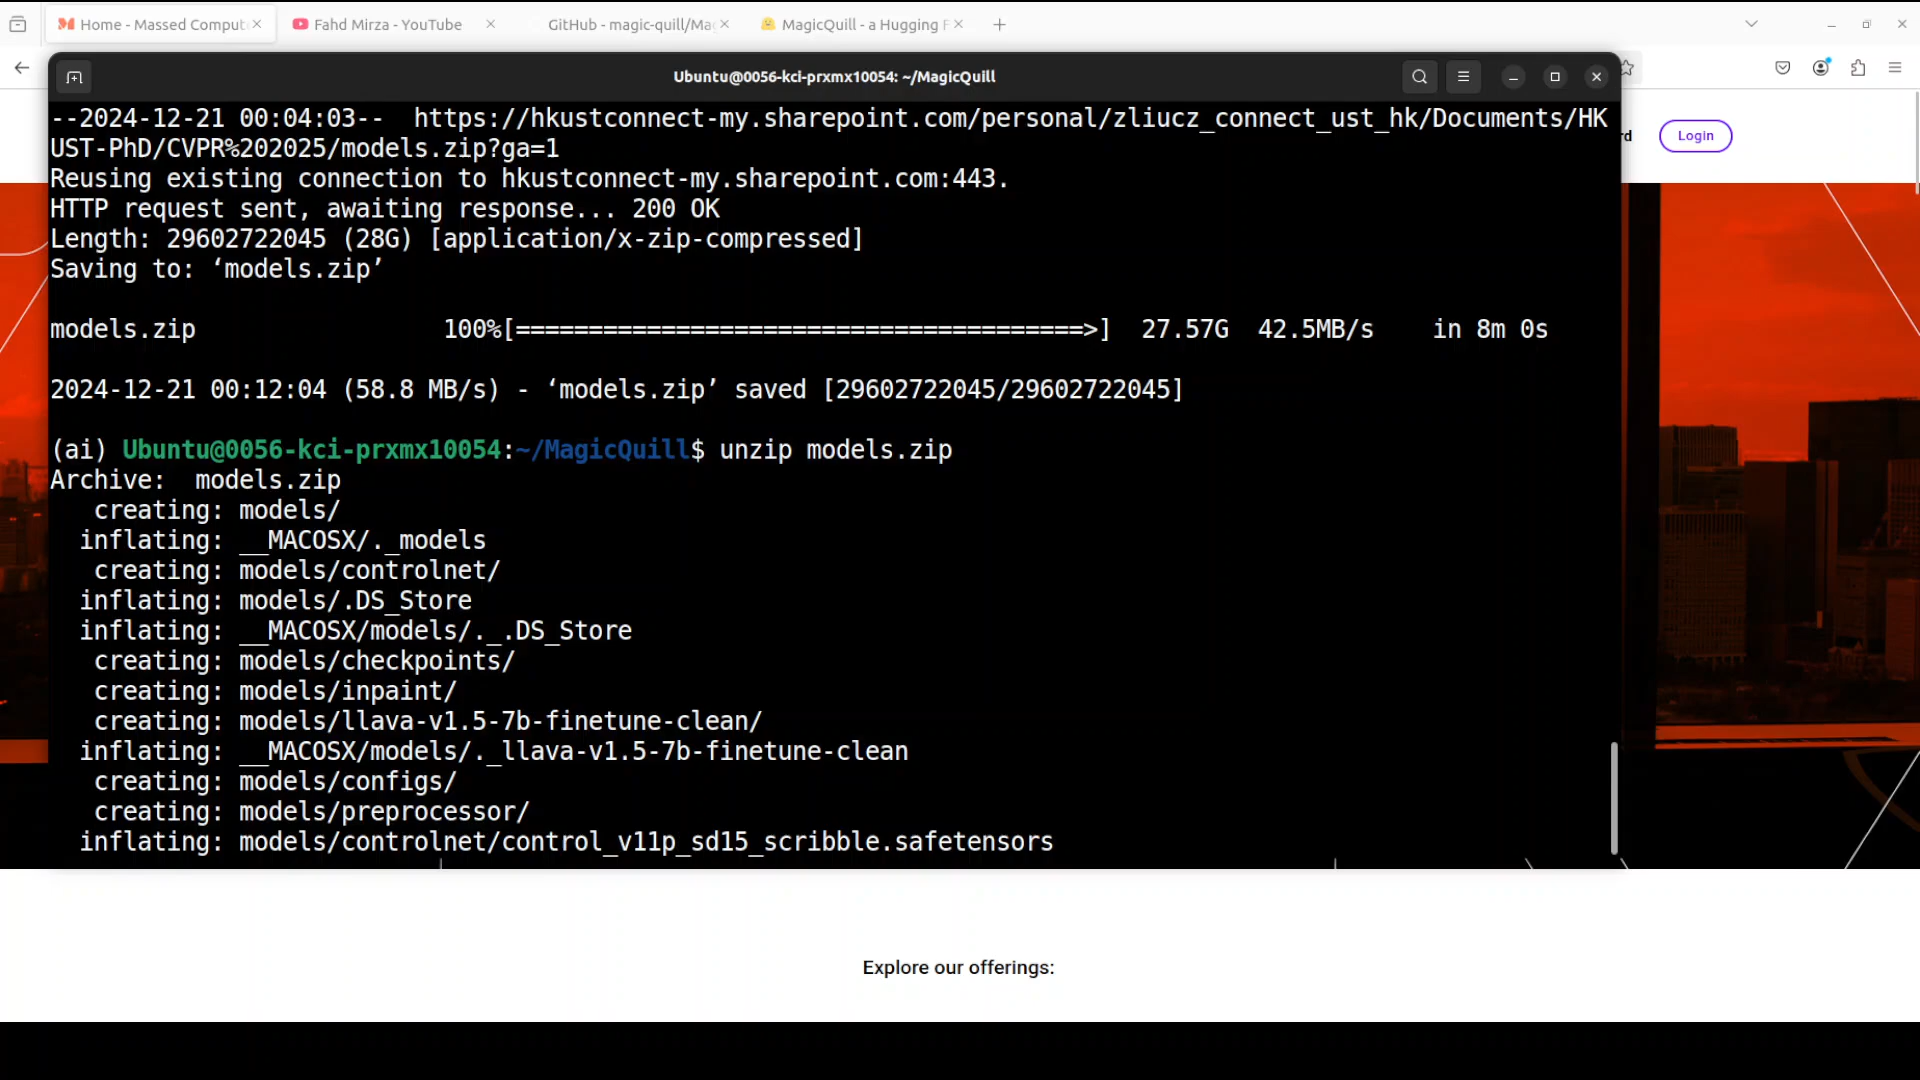 Home - Massed Comput
Fahd Mirza - YouTube
GitHub - magic-quill/Ma
MagicQuill - a Hugging F
Ubuntu@0056-kci-prxmx10054: ~/MagicQuill
rd
Login
--2024-12-21 00:04:03--  https://hkustconnect-my.sharepoint.com/personal/zliucz_connect_ust_hk/Documents/HK
UST-PhD/CVPR%202025/models.zip?ga=1
Reusing existing connection to hkustconnect-my.sharepoint.com:443.
HTTP request sent, awaiting response... 200 OK
Length: 29602722045 (28G) [application/x-zip-compressed]
Saving to: ‘models.zip’
models.zip                 100%[=======================================>]  27.57G  42.5MB/s    in 8m 0s
2024-12-21 00:12:04 (58.8 MB/s) - ‘models.zip’ saved [29602722045/29602722045]
(ai) Ubuntu@0056-kci-prxmx10054:~/MagicQuill$ unzip models.zip
Archive:  models.zip
   creating: models/
  inflating: __MACOSX/._models
   creating: models/controlnet/
  inflating: models/.DS_Store
  inflating: __MACOSX/models/._.DS_Store
   creating: models/checkpoints/
   creating: models/inpaint/
   creating: models/llava-v1.5-7b-finetune-clean/
  inflating: __MACOSX/models/._llava-v1.5-7b-finetune-clean
   creating: models/configs/
   creating: models/preprocessor/
  inflating: models/controlnet/control_v11p_sd15_scribble.safetensors
Explore our offerings: